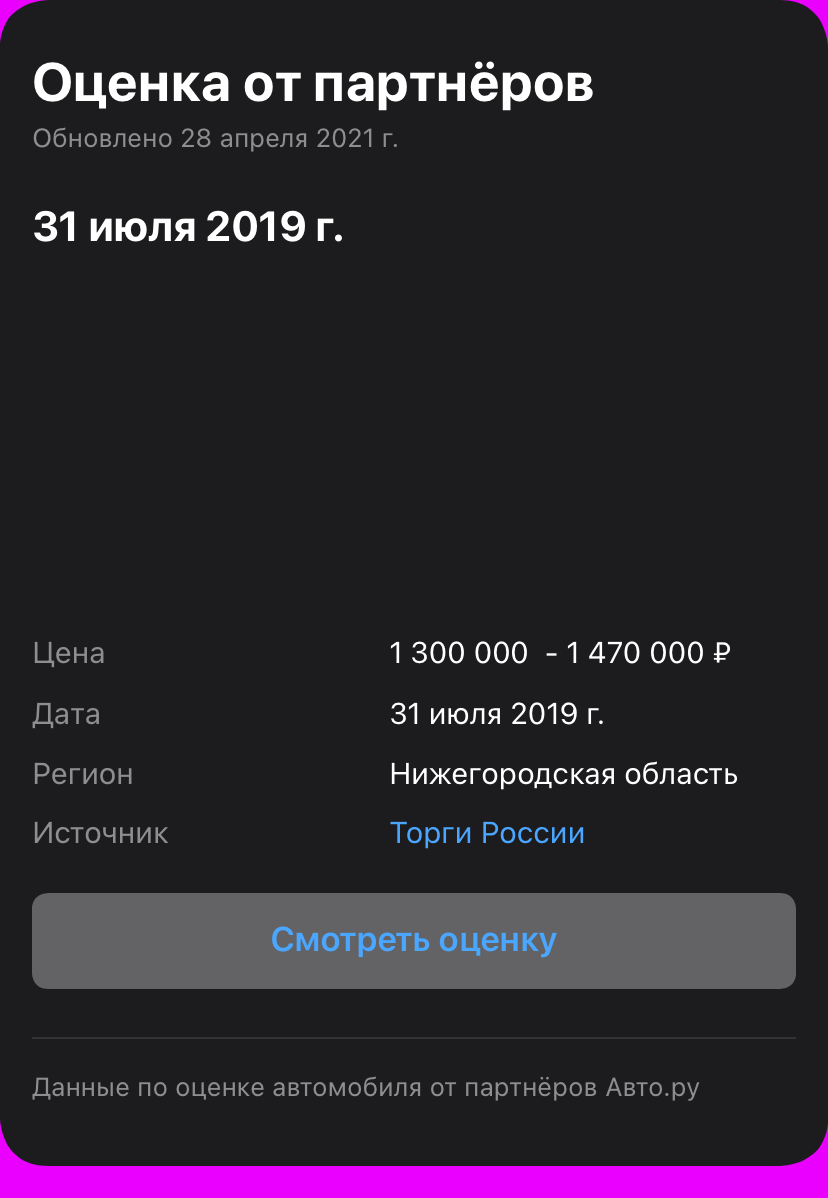 Оценка от партнёров
Обновлено 28 апреля 2021 г.
31 июля 2019 г.
Цена 1 300 000  - 1 470 000 ₽
Дата 31 июля 2019 г.
Регион Нижегородская область
Источник Торги России
Смотреть оценку
Данные по оценке автомобиля от партнёров Авто.ру